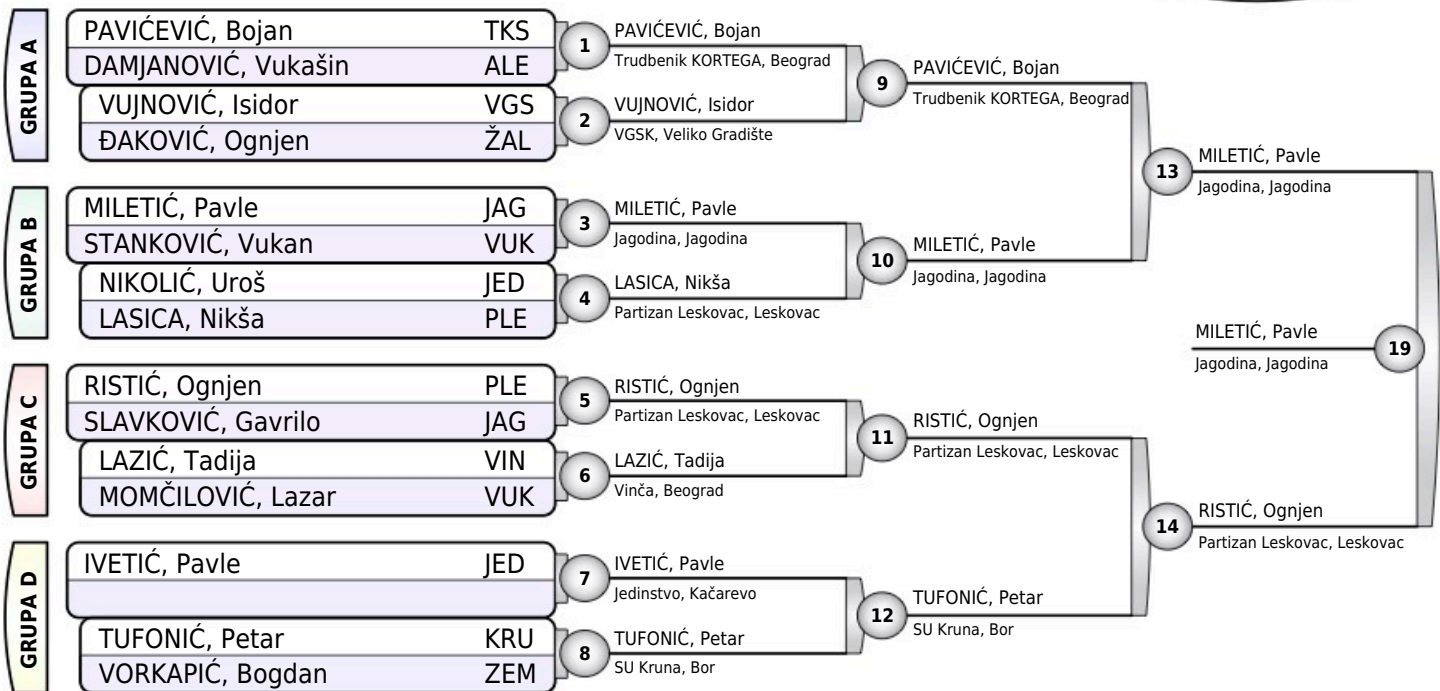 GRUPA A
PAVIĆEVIĆ, Bojan TKS
DAMJANOVIĆ, Vukašin ALE
VUJNOVIĆ, Isidor VGS
ĐAKOVIĆ, Ognjen ŽAL
GRUPA B
MILETIĆ, Pavle JAG
STANKOVIĆ, Vukan VUK
NIKOLIĆ, Uroš JED
LASICA, Nikša PLE
GRUPA C
RISTIĆ, Ognjen PLE
SLAVKOVIĆ, Gavrilo JAG
LAZIĆ, Tadija VIN
MOMČILOVIĆ, Lazar VUK
GRUPA D
IVETIĆ, Pavle JED
TUFONIĆ, Petar KRU
VORKAPIĆ, Bogdan ZEM
1
PAVIĆEVIĆ, Bojan
Trudbenik KORTEGA, Beograd
2
VUJNOVIĆ, Isidor
VGSK, Veliko Gradište
3
MILETIĆ, Pavle
Jagodina, Jagodina
4
LASICA, Nikša
Partizan Leskovac, Leskovac
5
RISTIĆ, Ognjen
Partizan Leskovac, Leskovac
6
LAZIĆ, Tadija
Vinča, Beograd
7
IVETIĆ, Pavle
Jedinstvo, Kačarevo
8
TUFONIĆ, Petar
SU Kruna, Bor
9
PAVIĆEVIĆ, Bojan
Trudbenik KORTEGA, Beograd
10
MILETIĆ, Pavle
Jagodina, Jagodina
11
RISTIĆ, Ognjen
Partizan Leskovac, Leskovac
12
TUFONIĆ, Petar
SU Kruna, Bor
13
MILETIĆ, Pavle
Jagodina, Jagodina
14
RISTIĆ, Ognjen
Partizan Leskovac, Leskovac
MILETIĆ, Pavle
Jagodina, Jagodina
19